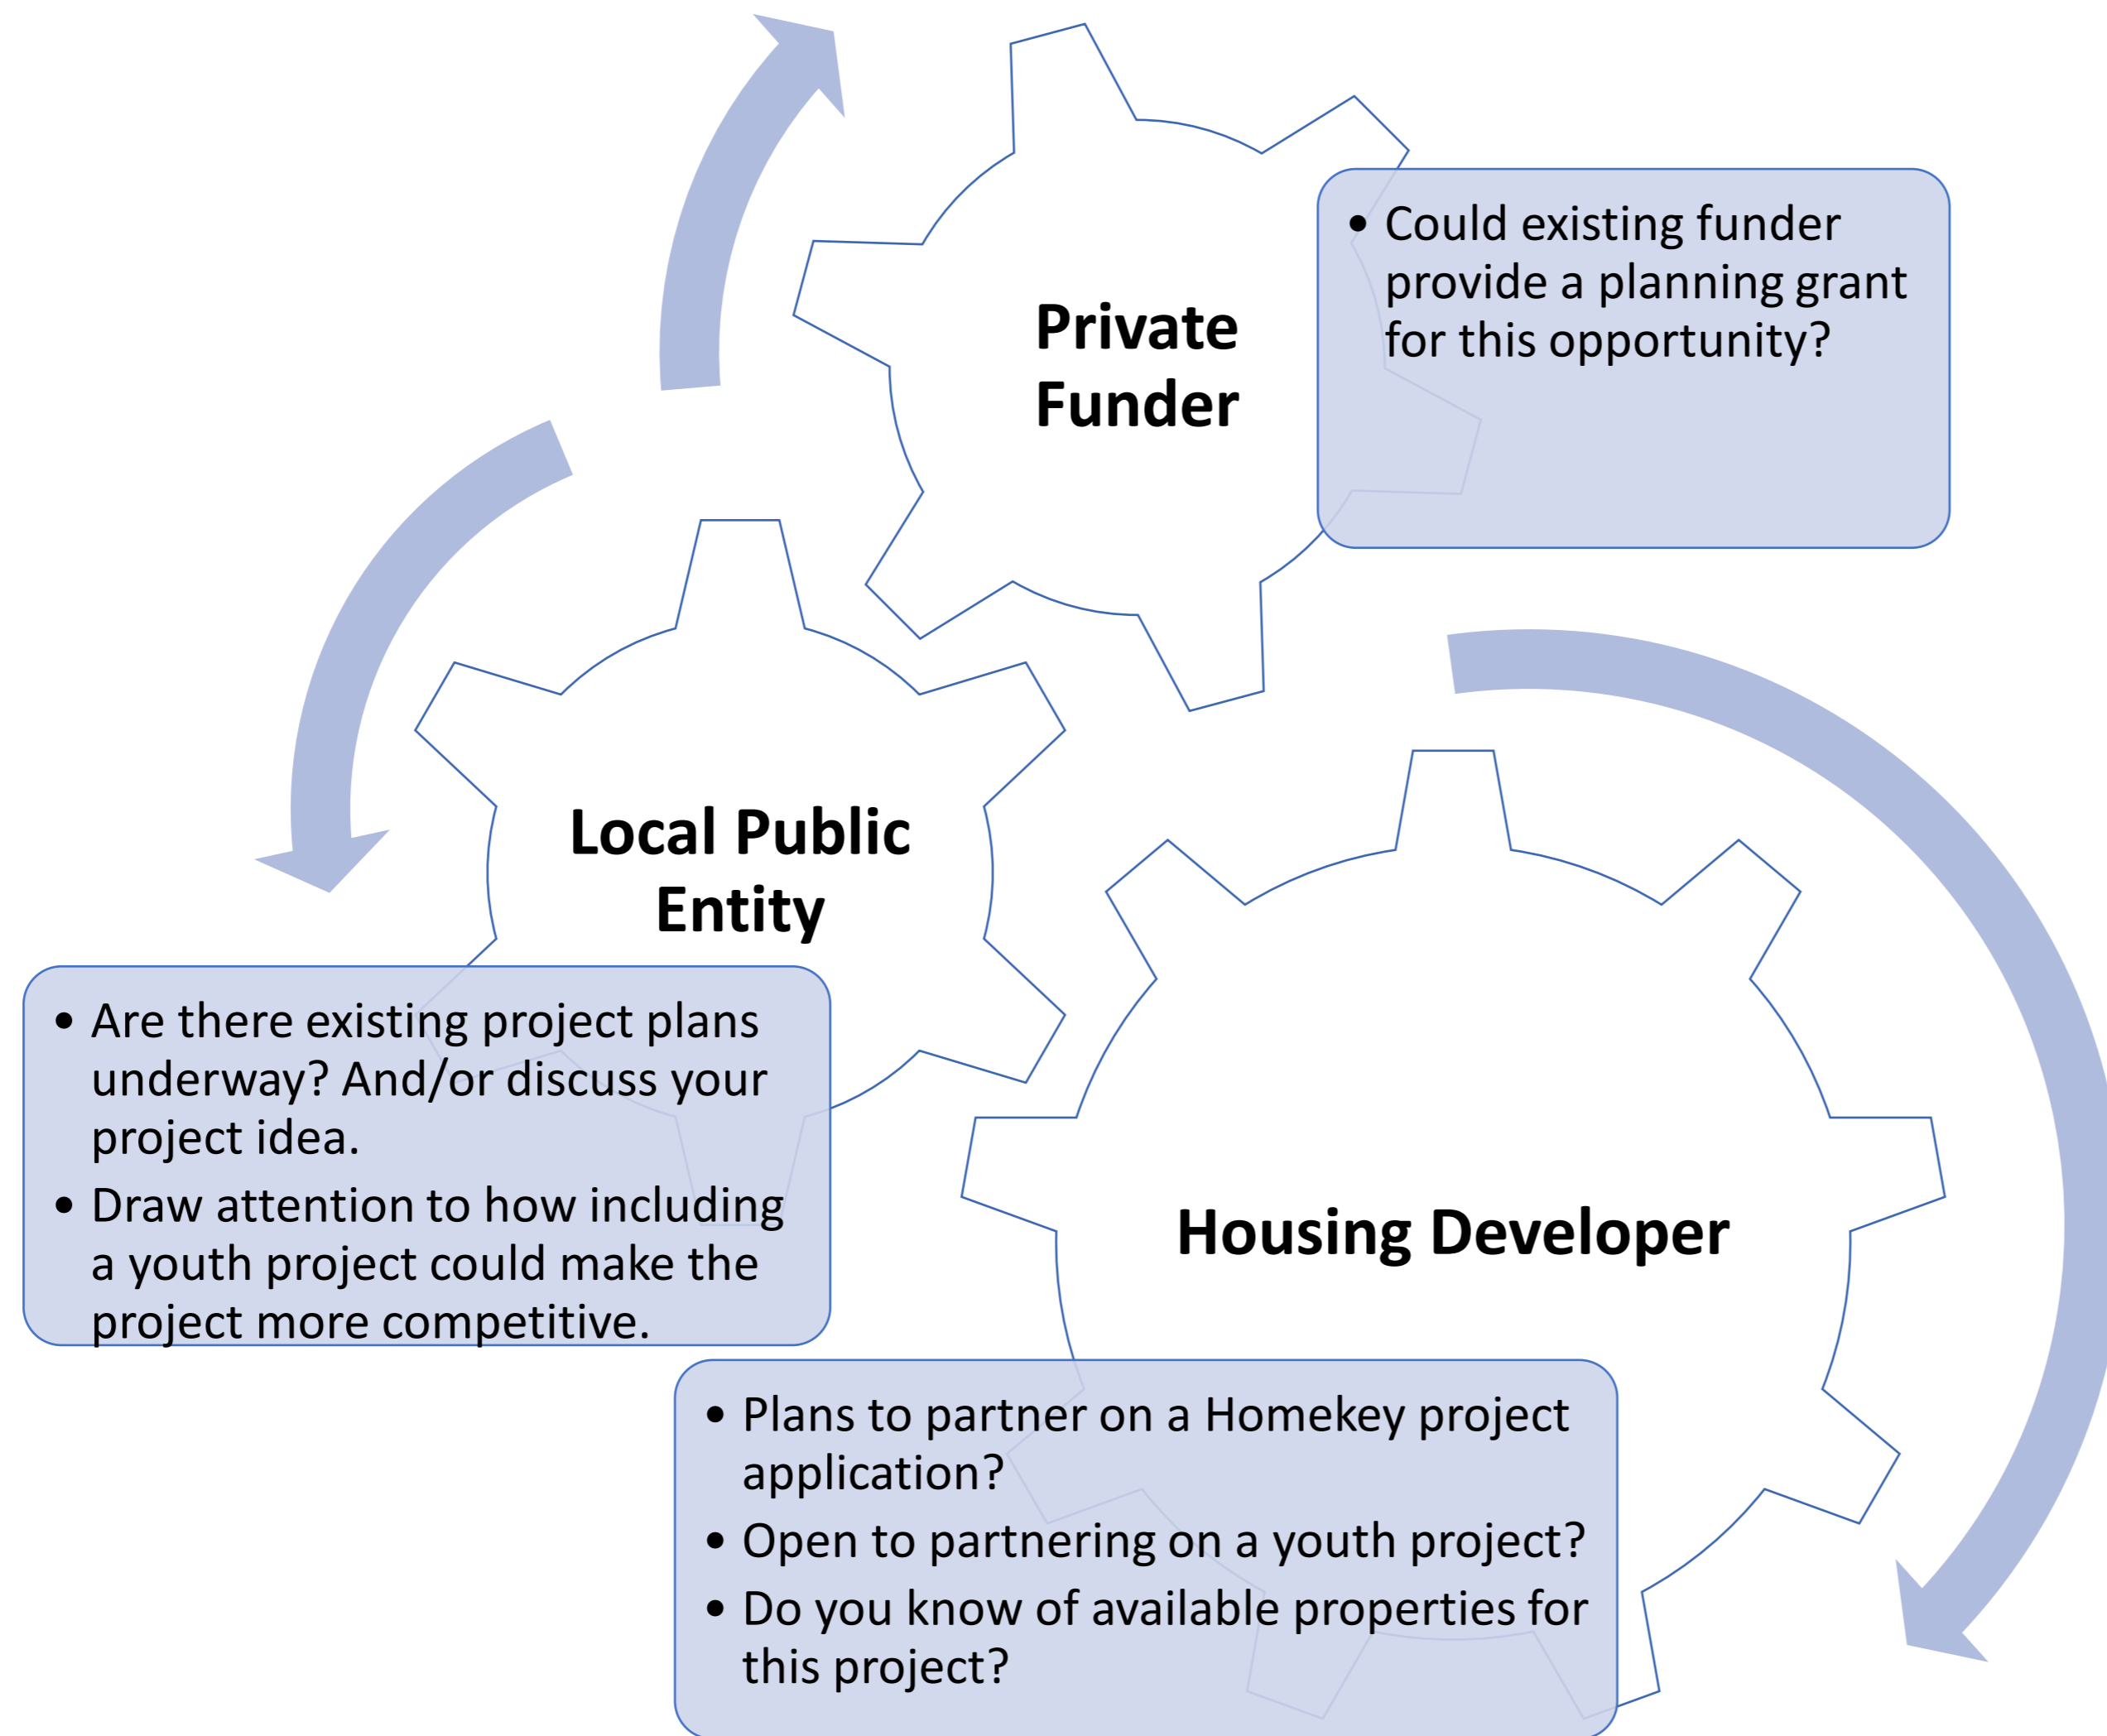 Private
Funder
• Could existing funder
provide a planning grant
for this opportunity?
Local Public
Entity
• Are there existing project plans
underway? And/or discuss your
project idea.
• Draw attention to how including
a youth project could make the
project more competitive.
Housing Developer
• Plans to partner on a Homekey project
application?
• Open to partnering on a youth project?
• Do you know of available properties for
this project?